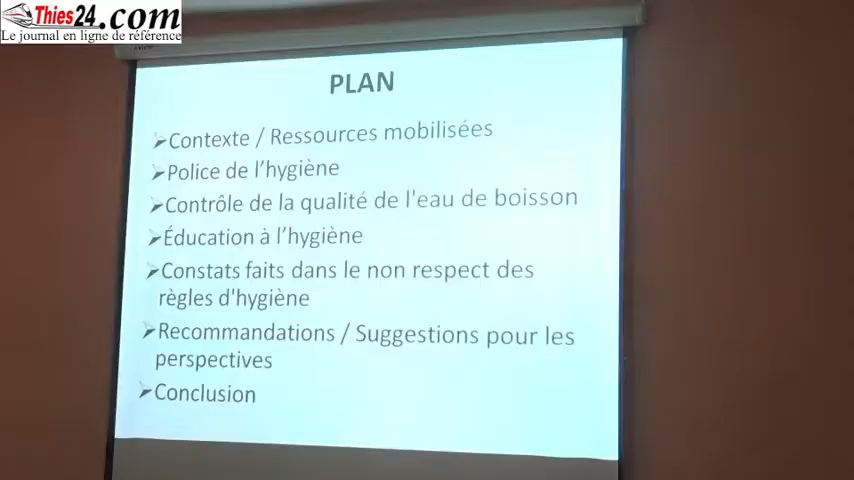 Thies24.com
Le journal en ligne de référence
PLAN
➢Contexte / Ressources mobilisées
➢Police de l’hygiène
➢Contrôle de la qualité de l'eau de boisson
➢Éducation à l’hygiène
➢Constats faits dans le non respect des
règles d'hygiène
➢Recommandations / Suggestions pour les
perspectives
➢Conclusion